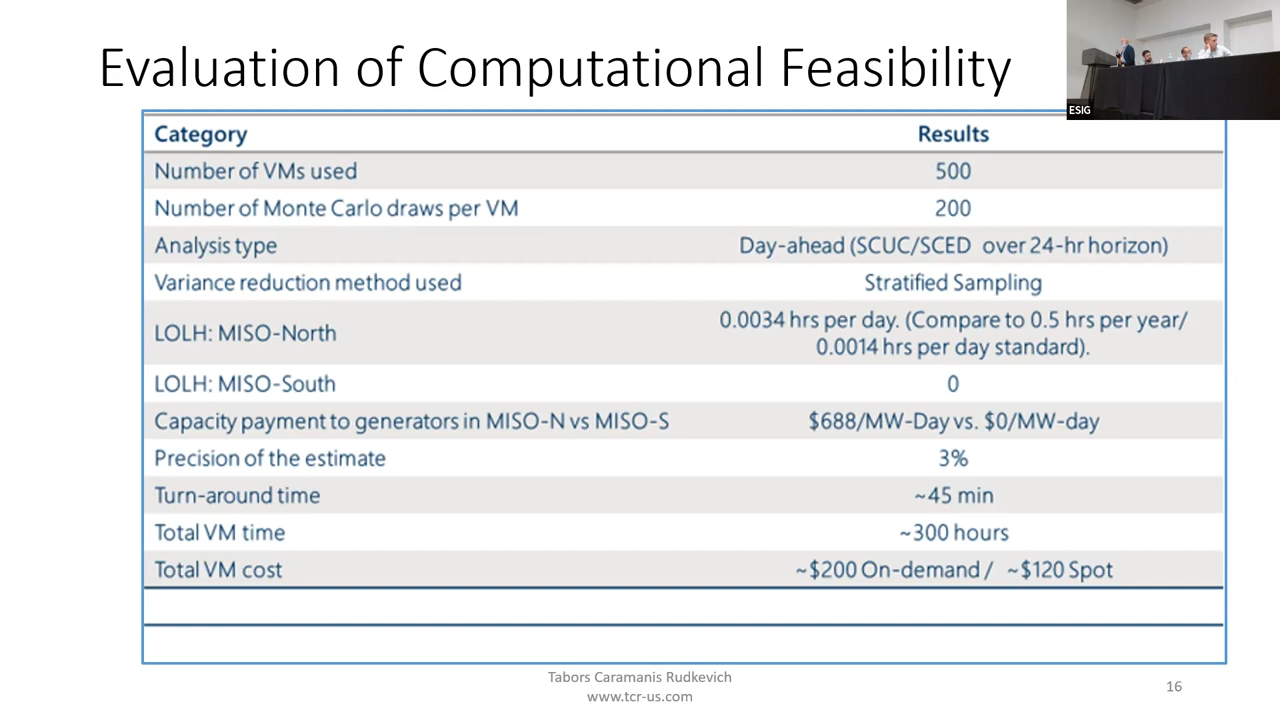 Evaluation of Computational Feasibility
ESIG
Category Results
Number of VMs used 500
Number of Monte Carlo draws per VM 200
Analysis type Day-ahead (SCUC/SCED over 24-hr horizon)
Variance reduction method used Stratified Sampling
LOLH: MISO-North 0.0034 hrs per day. (Compare to 0.5 hrs per year/
0.0014 hrs per day standard).
LOLH: MISO-South 0
Capacity payment to generators in MISO-N vs MISO-S $688/MW-Day vs. $0/MW-day
Precision of the estimate 3%
Turn-around time ~45 min
Total VM time ~300 hours
Total VM cost ~$200 On-demand / ~$120 Spot
Tabors Caramanis Rudkevich
www.tcr-us.com
16